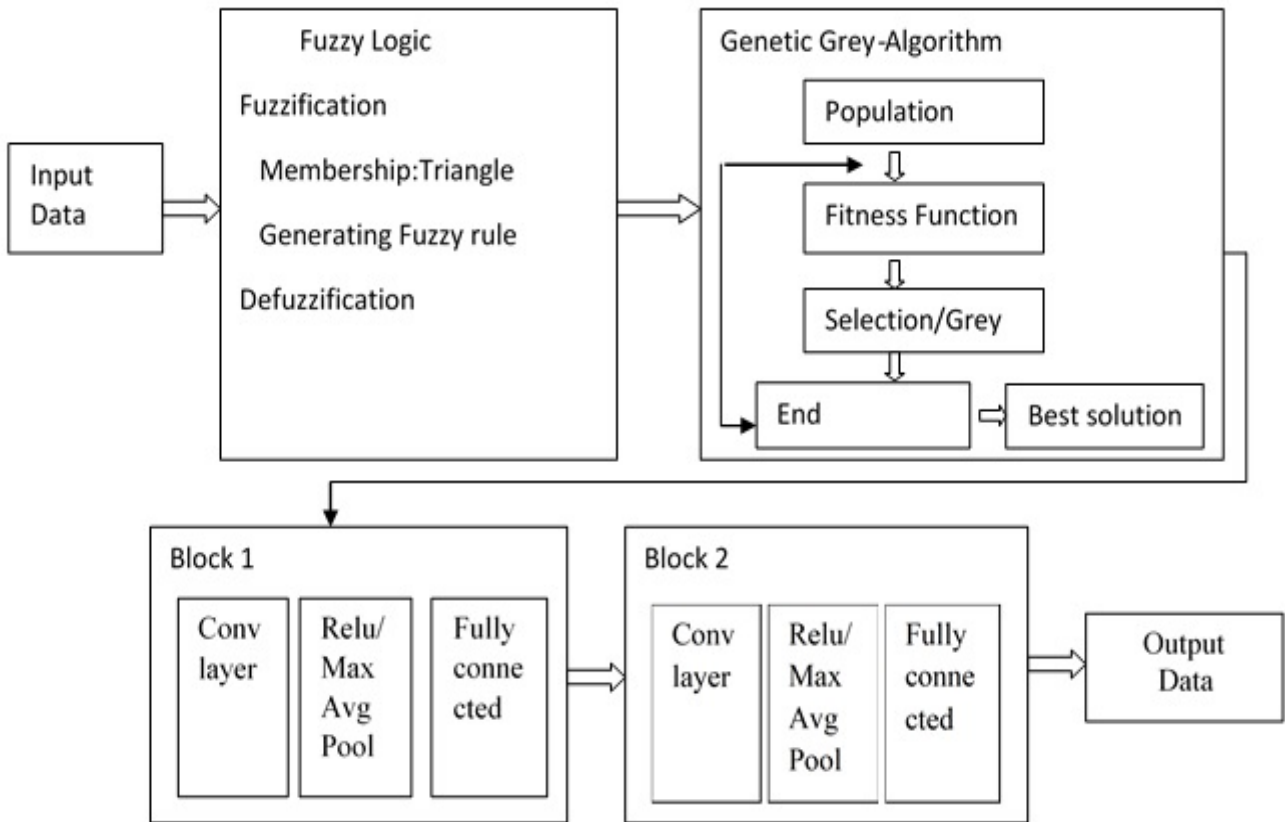 Input
Data
Fuzzy Logic
Fuzzification
Membership:Triangle
Generating Fuzzy rule
Defuzzification
Genetic Grey-Algorithm
Population
Fitness Function
Selection/Grey
End
Best solution
Block 1
Conv
layer
Relu/
Max
Avg
Pool
Fully
conne
cted
Block 2
Conv
layer
Relu/
Max
Avg
Pool
Fully
conne
cted
Output
Data